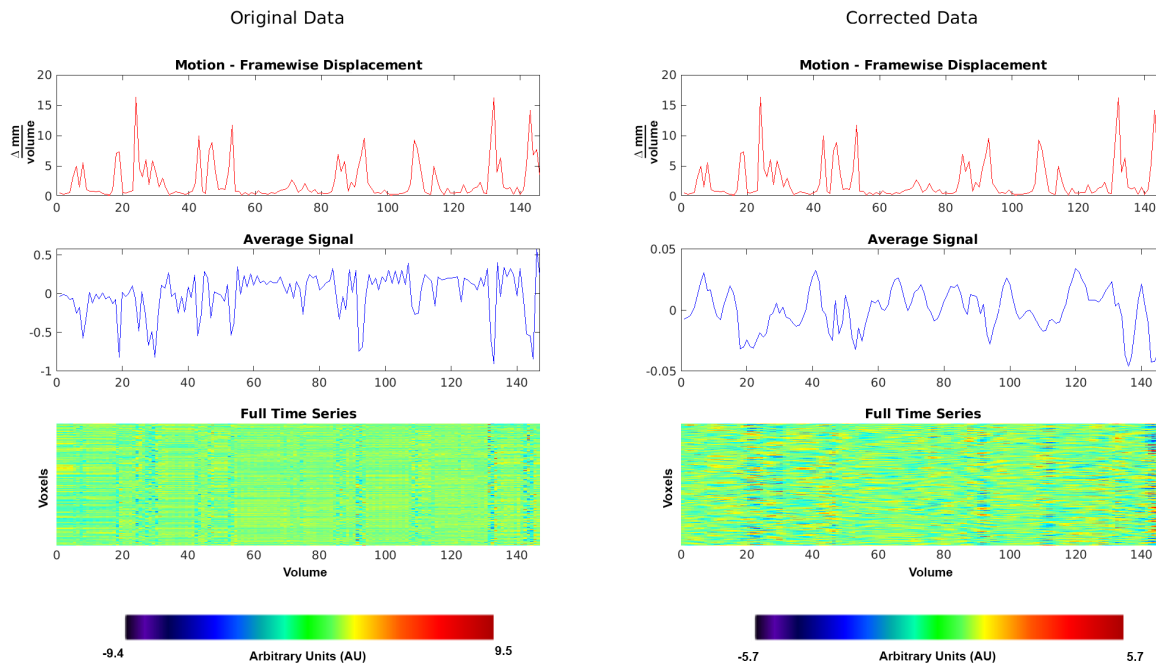 Original Data
Motion - Framewise Displacement
20
15
10
5
0
Δ mm
volume
0 20 40 60 80 100 120 140
Average Signal
0.5
0
-0.5
-1
0 20 40 60 80 100 120 140
Full Time Series
Voxels
0 20 40 60 80 100 120 140
Volume
-9.4 Arbitrary Units (AU) 9.5
Corrected Data
Motion - Framewise Displacement
20
15
10
5
0
Δ mm
volume
0 20 40 60 80 100 120 140
Average Signal
0.05
0
-0.05
0 20 40 60 80 100 120 140
Full Time Series
Voxels
0 20 40 60 80 100 120 140
Volume
-5.7 Arbitrary Units (AU) 5.7